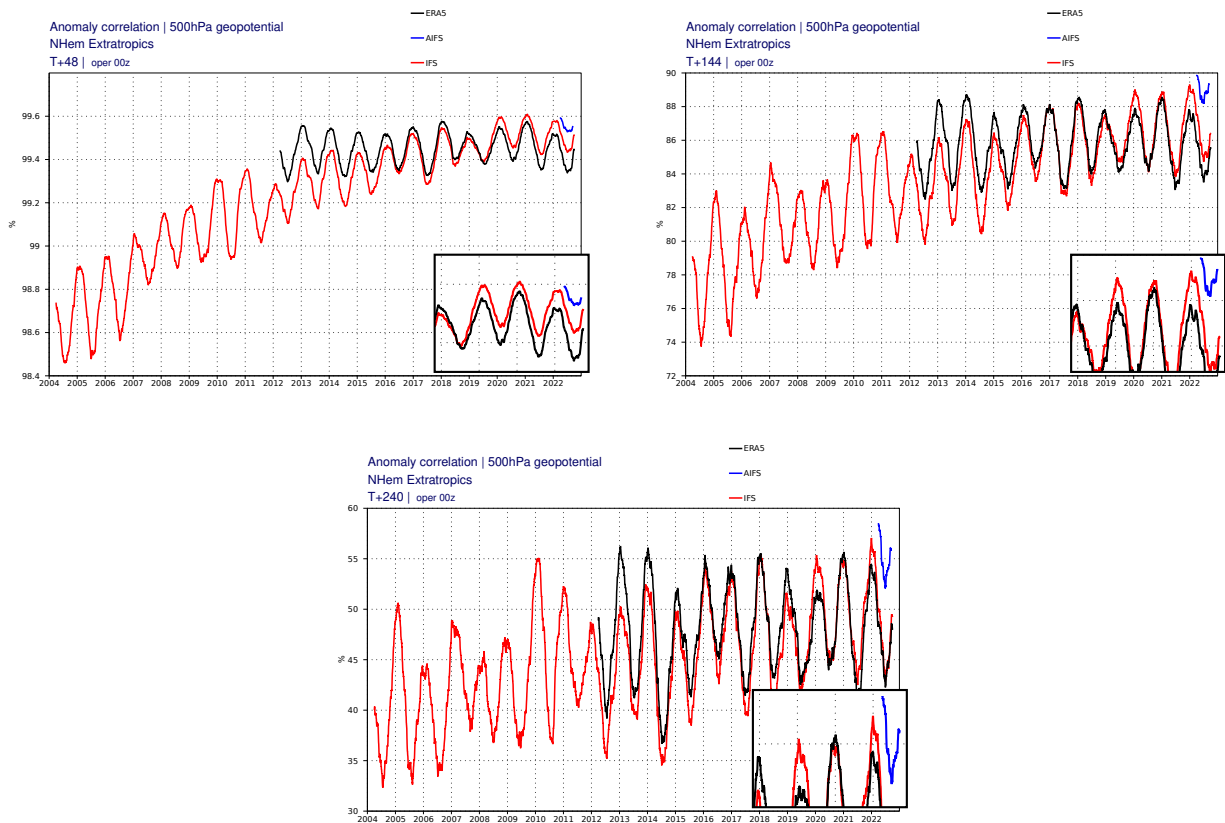 Anomaly correlation | 500hPa geopotential
NHem Extratropics
T+48 | oper 00z
ERA5
AIFS
IFS
%
99.6
99.4
99.2
99
98.8
98.6
98.4
2004 2005 2006 2007 2008 2009 2010 2011 2012 2013 2014 2015 2016 2017 2018 2019 2020 2021 2022
Anomaly correlation | 500hPa geopotential
NHem Extratropics
T+144 | oper 00z
ERA5
AIFS
IFS
%
90
88
86
84
82
80
78
76
74
72
2004 2005 2006 2007 2008 2009 2010 2011 2012 2013 2014 2015 2016 2017 2018 2019 2020 2021 2022
Anomaly correlation | 500hPa geopotential
NHem Extratropics
T+240 | oper 00z
ERA5
AIFS
IFS
%
60
55
50
45
40
35
30
2004 2005 2006 2007 2008 2009 2010 2011 2012 2013 2014 2015 2016 2017 2018 2019 2020 2021 2022